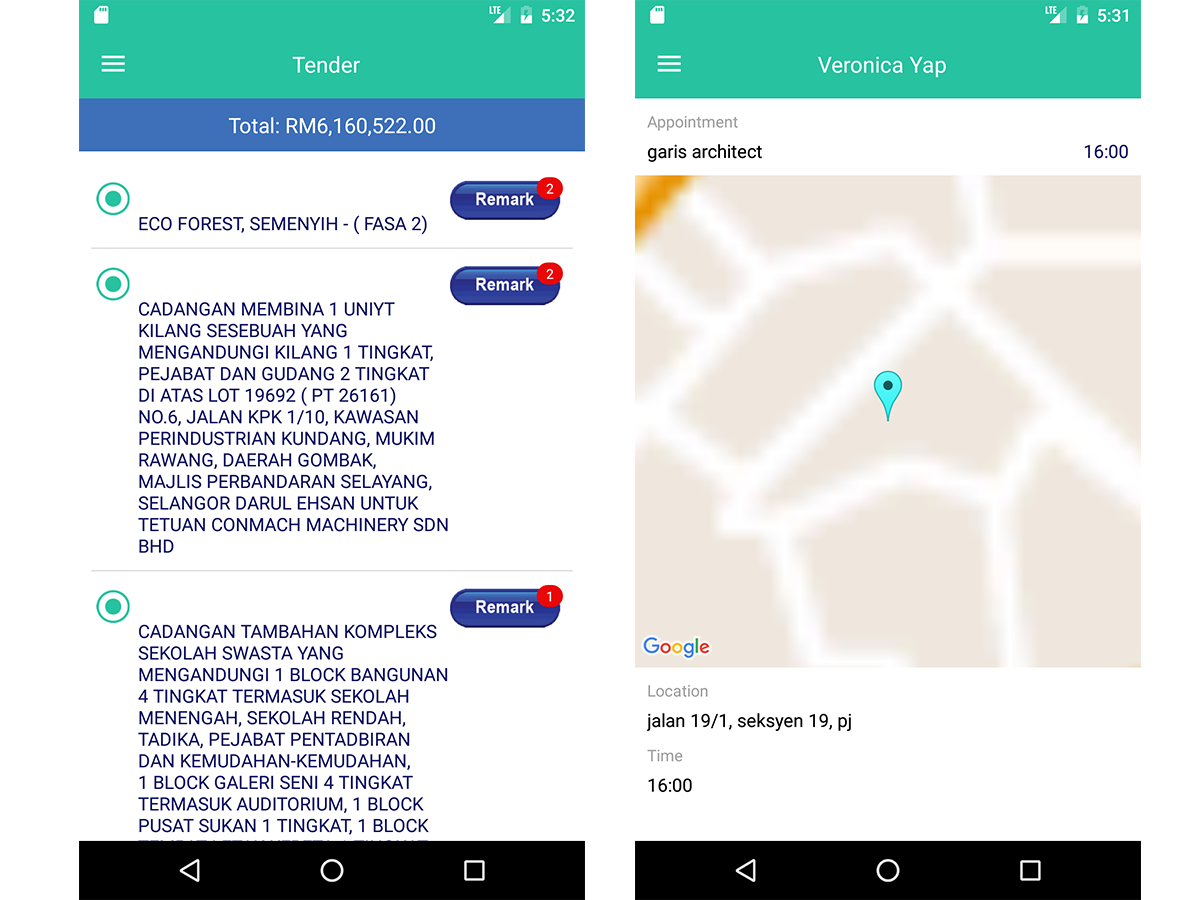 LTE 5:32
Tender
Total: RM6,160,522.00
Remark 2
ECO FOREST, SEMENYIH - ( FASA 2)
Remark 2
CADANGAN MEMBINA 1 UNIYT
KILANG SESEBUAH YANG
MENGANDUNGI KILANG 1 TINGKAT,
PEJABAT DAN GUDANG 2 TINGKAT
DI ATAS LOT 19692 ( PT 26161)
NO.6, JALAN KPK 1/10, KAWASAN
PERINDUSTRIAN KUNDANG, MUKIM
RAWANG, DAERAH GOMBAK,
MAJLIS PERBANDARAN SELAYANG,
SELANGOR DARUL EHSAN UNTUK
TETUAN CONMACH MACHINERY SDN
BHD
Remark 1
CADANGAN TAMBAHAN KOMPLEKS
SEKOLAH SWASTA YANG
MENGANDUNGI 1 BLOCK BANGUNAN
4 TINGKAT TERMASUK SEKOLAH
MENENGAH, SEKOLAH RENDAH,
TADIKA, PEJABAT PENTADBIRAN
DAN KEMUDAHAN-KEMUDAHAN,
1 BLOCK GALERI SENI 4 TINGKAT
TERMASUK AUDITORIUM, 1 BLOCK
PUSAT SUKAN 1 TINGKAT, 1 BLOCK
LTE 5:31
Veronica Yap
Appointment
garis architect 16:00
Google
Location
jalan 19/1, seksyen 19, pj
Time
16:00